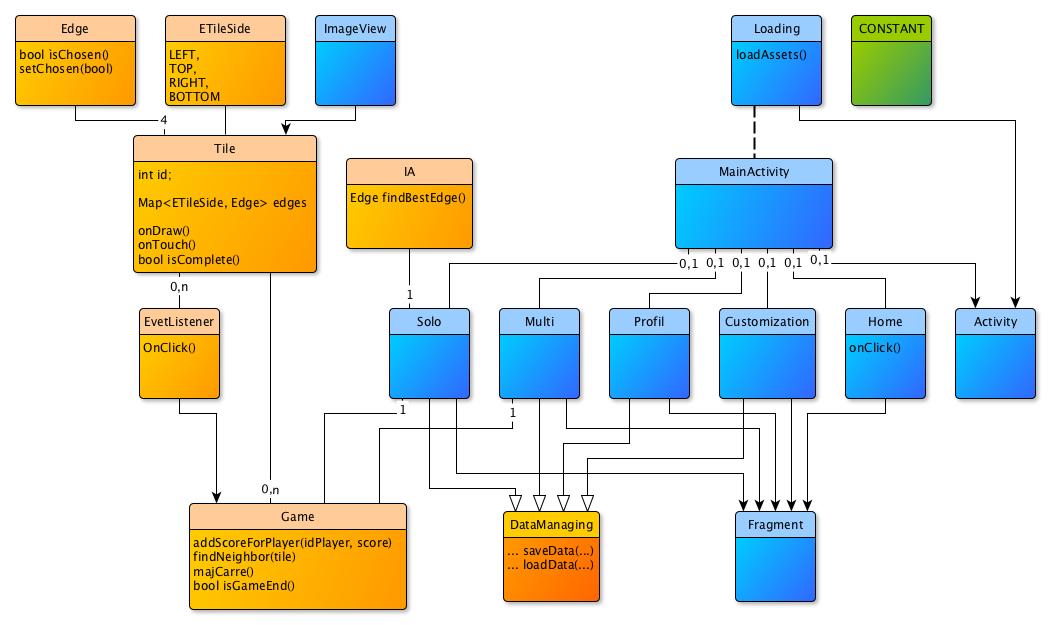 Edge
bool isChosen()
setChosen(bool)
ETileSide
LEFT,
TOP,
RIGHT,
BOTTOM
ImageView
Loading
loadAssets()
CONSTANT
4
Tile
int id;
Map<ETileSide, Edge> edges
onDraw()
onTouch()
bool isComplete()
IA
Edge findBestEdge()
MainActivity
0,1
0,1
0,1
0,1
0,1
0,1
0,n
1
EvetListener
OnClick()
Solo
Multi
Profil
Customization
Home
onClick()
Activity
1
1
0,n
Game
addScoreForPlayer(idPlayer, score)
findNeighbor(tile)
majCarre()
bool isGameEnd()
DataManaging
... saveData(...)
... loadData(...)
Fragment